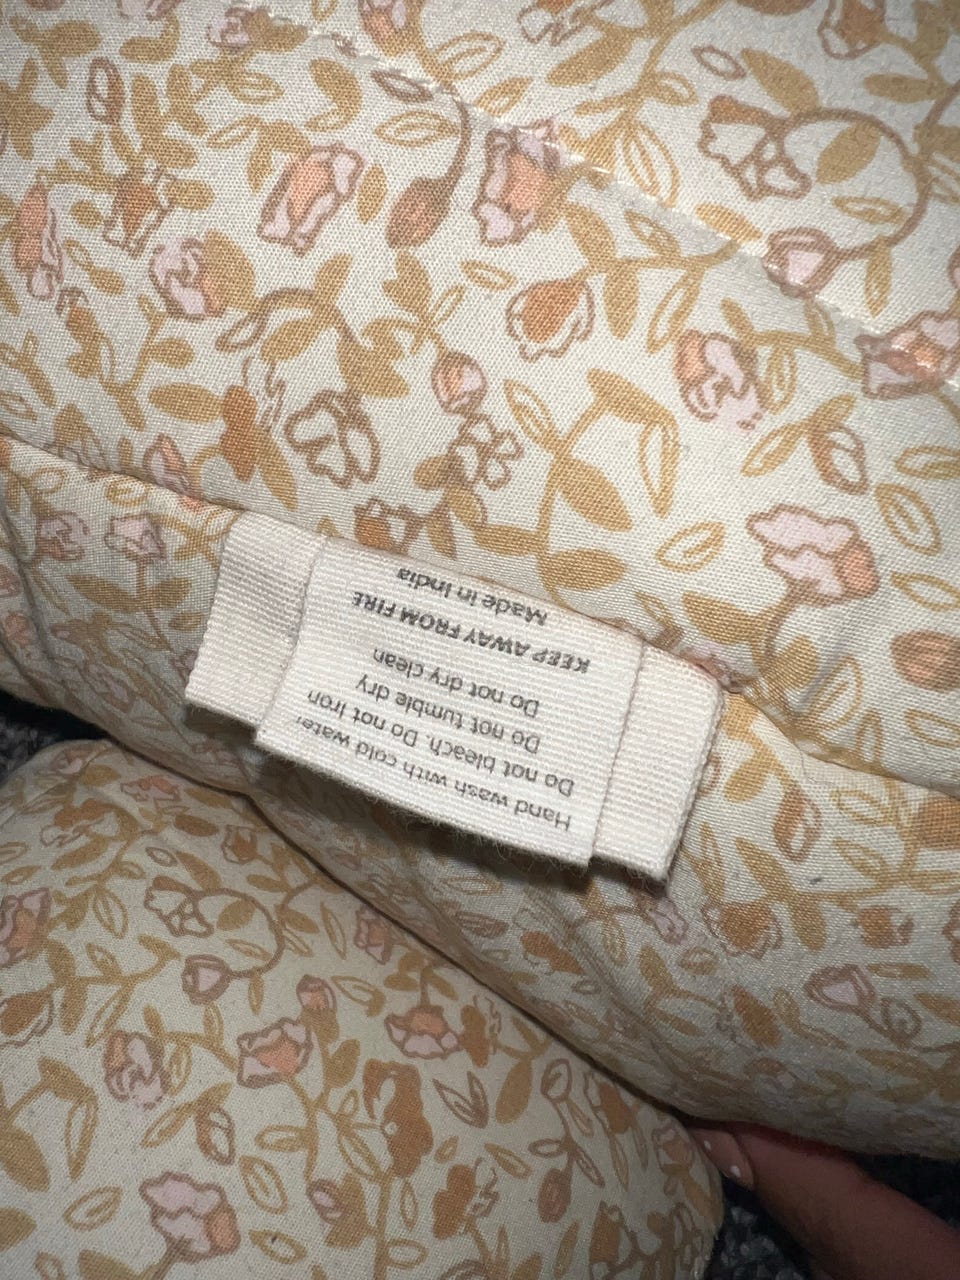 Hand wash with cold water
Do not bleach. Do not Iron
Do not tumble dry
Do not dry clean
KEEP AWAY FROM FIRE
Made in India